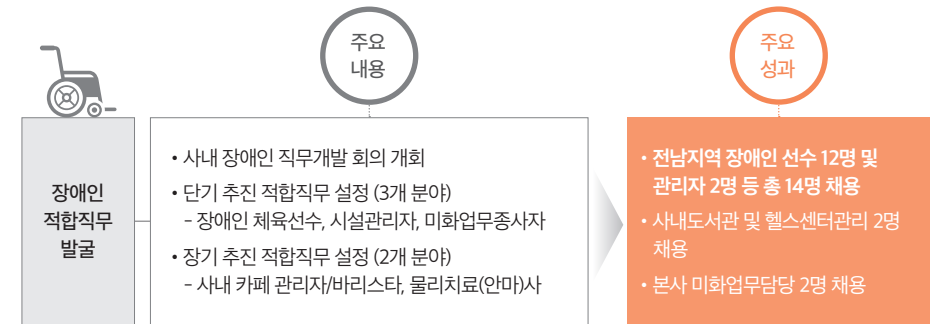 주요
내용
주요
성과
장애인
적합직무
발굴
• 사내 장애인 직무개발 회의 개회
• 단기 추진 적합직무 설정 (3개 분야)
– 장애인 체육선수, 시설관리자, 미화업무종사자
• 장기 추진 적합직무 설정 (2개 분야)
– 사내 카페 관리자/바리스타, 물리치료(안마)사
• 전남지역 장애인 선수 12명 및
관리자 2명 등 총 14명 채용
• 사내도서관 및 헬스센터관리 2명
채용
• 본사 미화업무담당 2명 채용